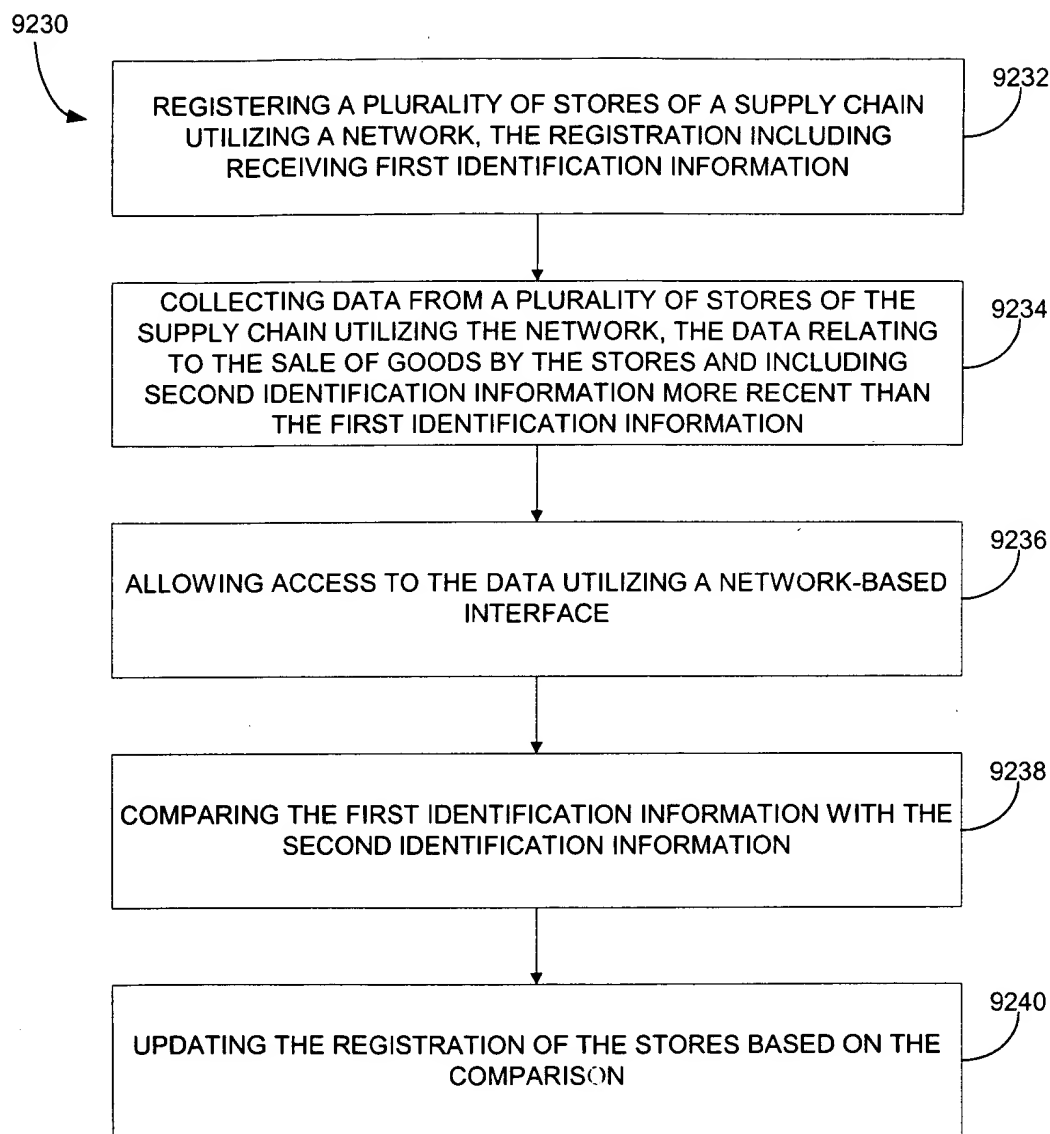 9230
9232
REGISTERING A PLURALITY OF STORES OF A SUPPLY CHAIN
UTILIZING A NETWORK, THE REGISTRATION INCLUDING
RECEIVING FIRST IDENTIFICATION INFORMATION
9234
COLLECTING DATA FROM A PLURALITY OF STORES OF THE
SUPPLY CHAIN UTILIZING THE NETWORK, THE DATA RELATING
TO THE SALE OF GOODS BY THE STORES AND INCLUDING
SECOND IDENTIFICATION INFORMATION MORE RECENT THAN
THE FIRST IDENTIFICATION INFORMATION
9236
ALLOWING ACCESS TO THE DATA UTILIZING A NETWORK-BASED
INTERFACE
9238
COMPARING THE FIRST IDENTIFICATION INFORMATION WITH THE
SECOND IDENTIFICATION INFORMATION
9240
UPDATING THE REGISTRATION OF THE STORES BASED ON THE
COMPARISON